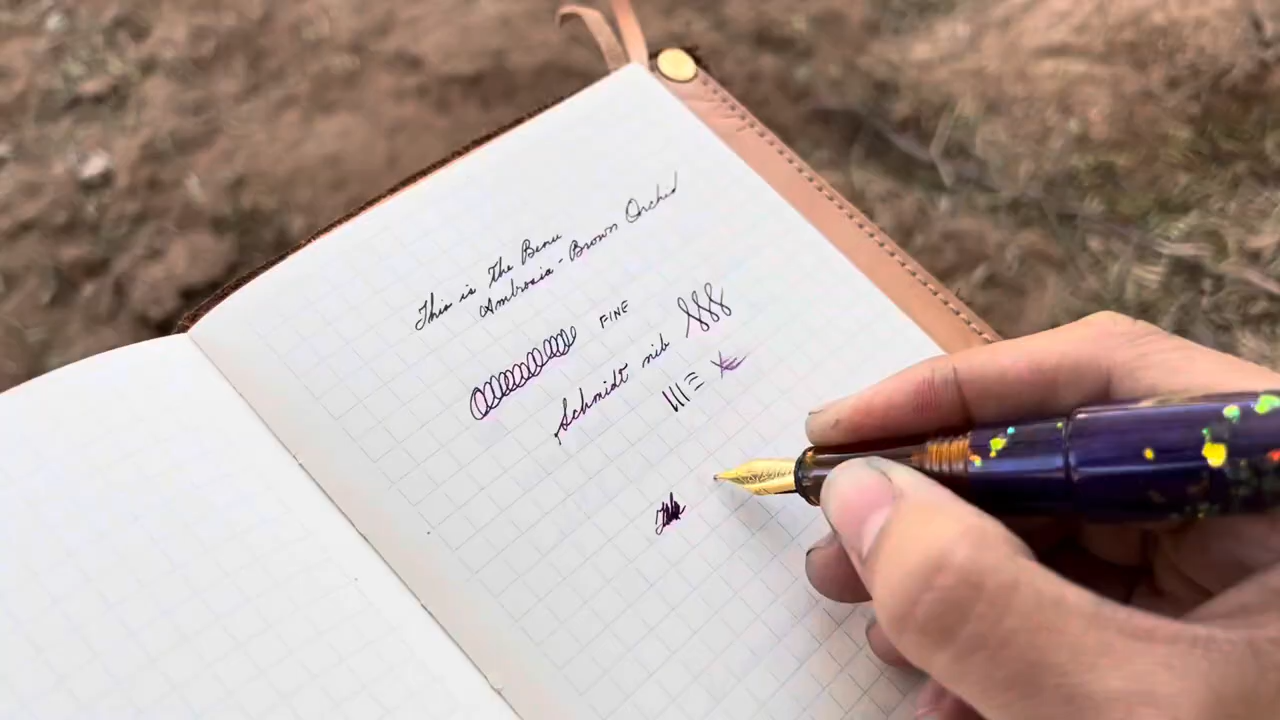 This is The Benu
Ambrosia - Brown Orchid
FINE
Schmidt nib